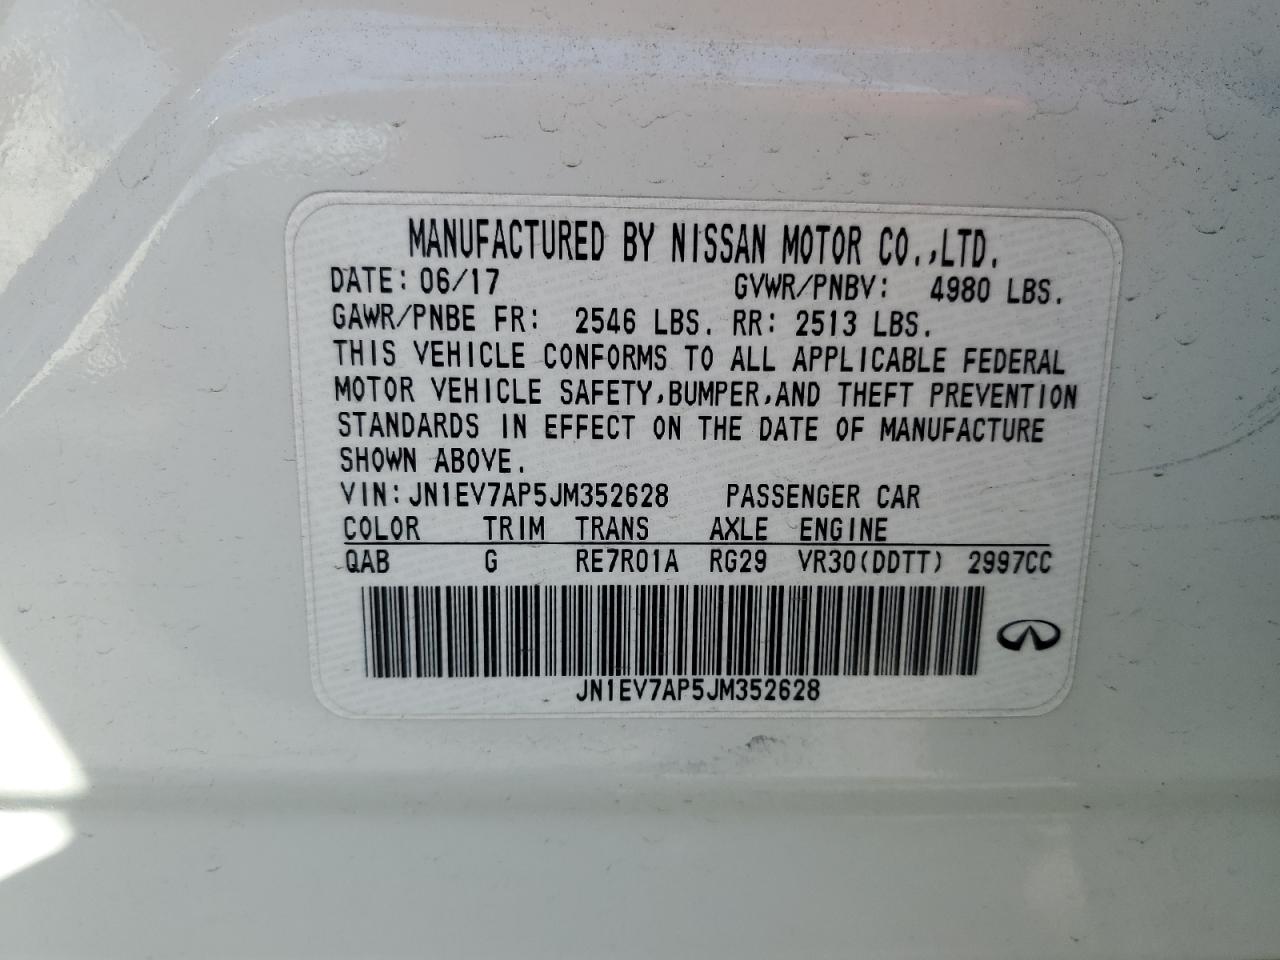 MANUFACTURED BY NISSAN MOTOR CO.,LTD.
DATE: 06/17 GVWR/PNBV: 4980 LBS.
GAWR/PNBE FR: 2546 LBS. RR: 2513 LBS.
THIS VEHICLE CONFORMS TO ALL APPLICABLE FEDERAL
MOTOR VEHICLE SAFETY,BUMPER,AND THEFT PREVENTION
STANDARDS IN EFFECT ON THE DATE OF MANUFACTURE
SHOWN ABOVE.
VIN: JN1EV7AP5JM352628 PASSENGER CAR
COLOR TRIM TRANS AXLE ENGINE
QAB G RE7R01A RG29 VR30(DDTT) 2997CC
JN1EV7AP5JM352628